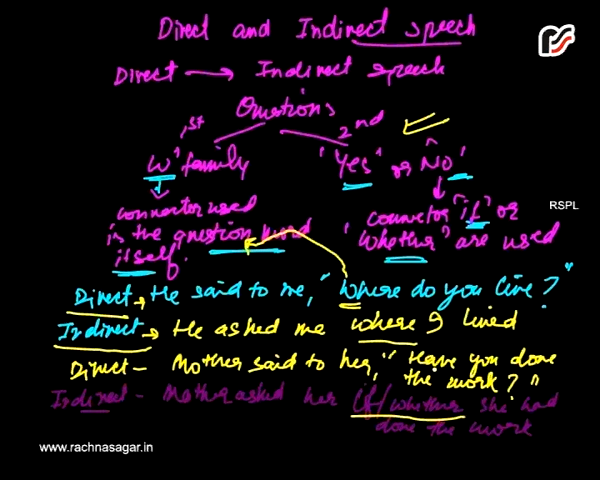 Direct and Indirect speech
Direct → Indirect speech
Questions
1st
2nd
'W' family
'Yes' or 'No'
connector used
is the question word
itself.
connector "if" or
'whether' are used
RSPL
Direct → He said to me, "Where do you live?"
Indirect → He asked me where I lived
Direct - Mother said to her, "Have you done
the work?"
Indirect - Mother asked her if/whether she had
done the work
www.rachnasagar.in